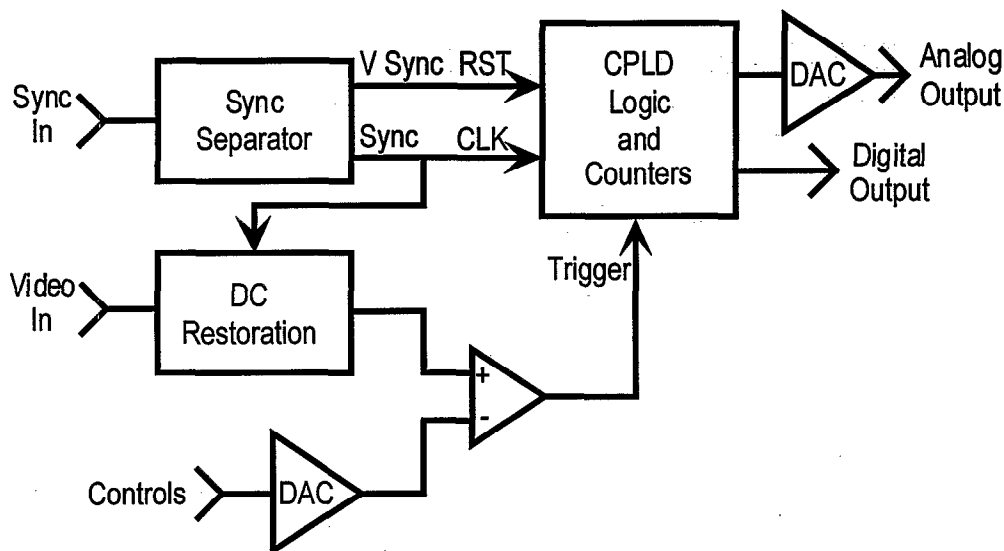 Sync
In
Sync
Separator
V Sync RST
Sync CLK
CPLD
Logic
and
Counters
DAC
Analog
Output
Digital
Output
Video
In
DC
Restoration
Trigger
+
-
Controls
DAC